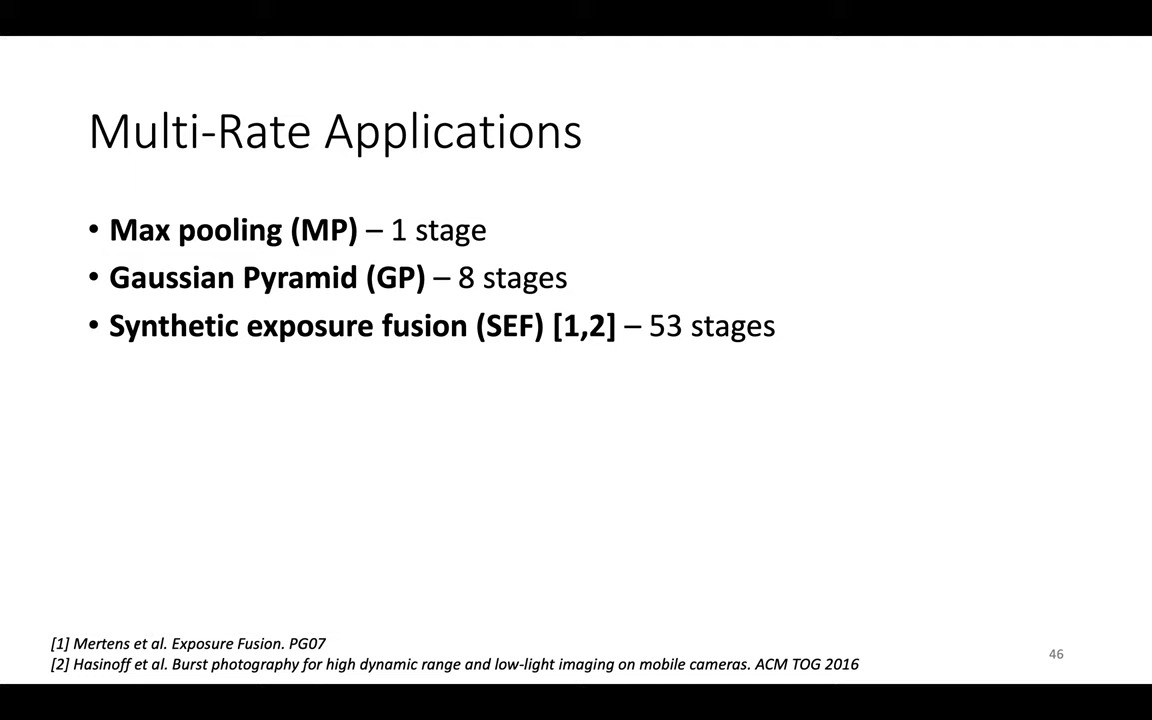 Multi-Rate Applications
• Max pooling (MP) – 1 stage
• Gaussian Pyramid (GP) – 8 stages
• Synthetic exposure fusion (SEF) [1,2] – 53 stages
[1] Mertens et al. Exposure Fusion. PG07
[2] Hasinoff et al. Burst photography for high dynamic range and low-light imaging on mobile cameras. ACM TOG 2016
46